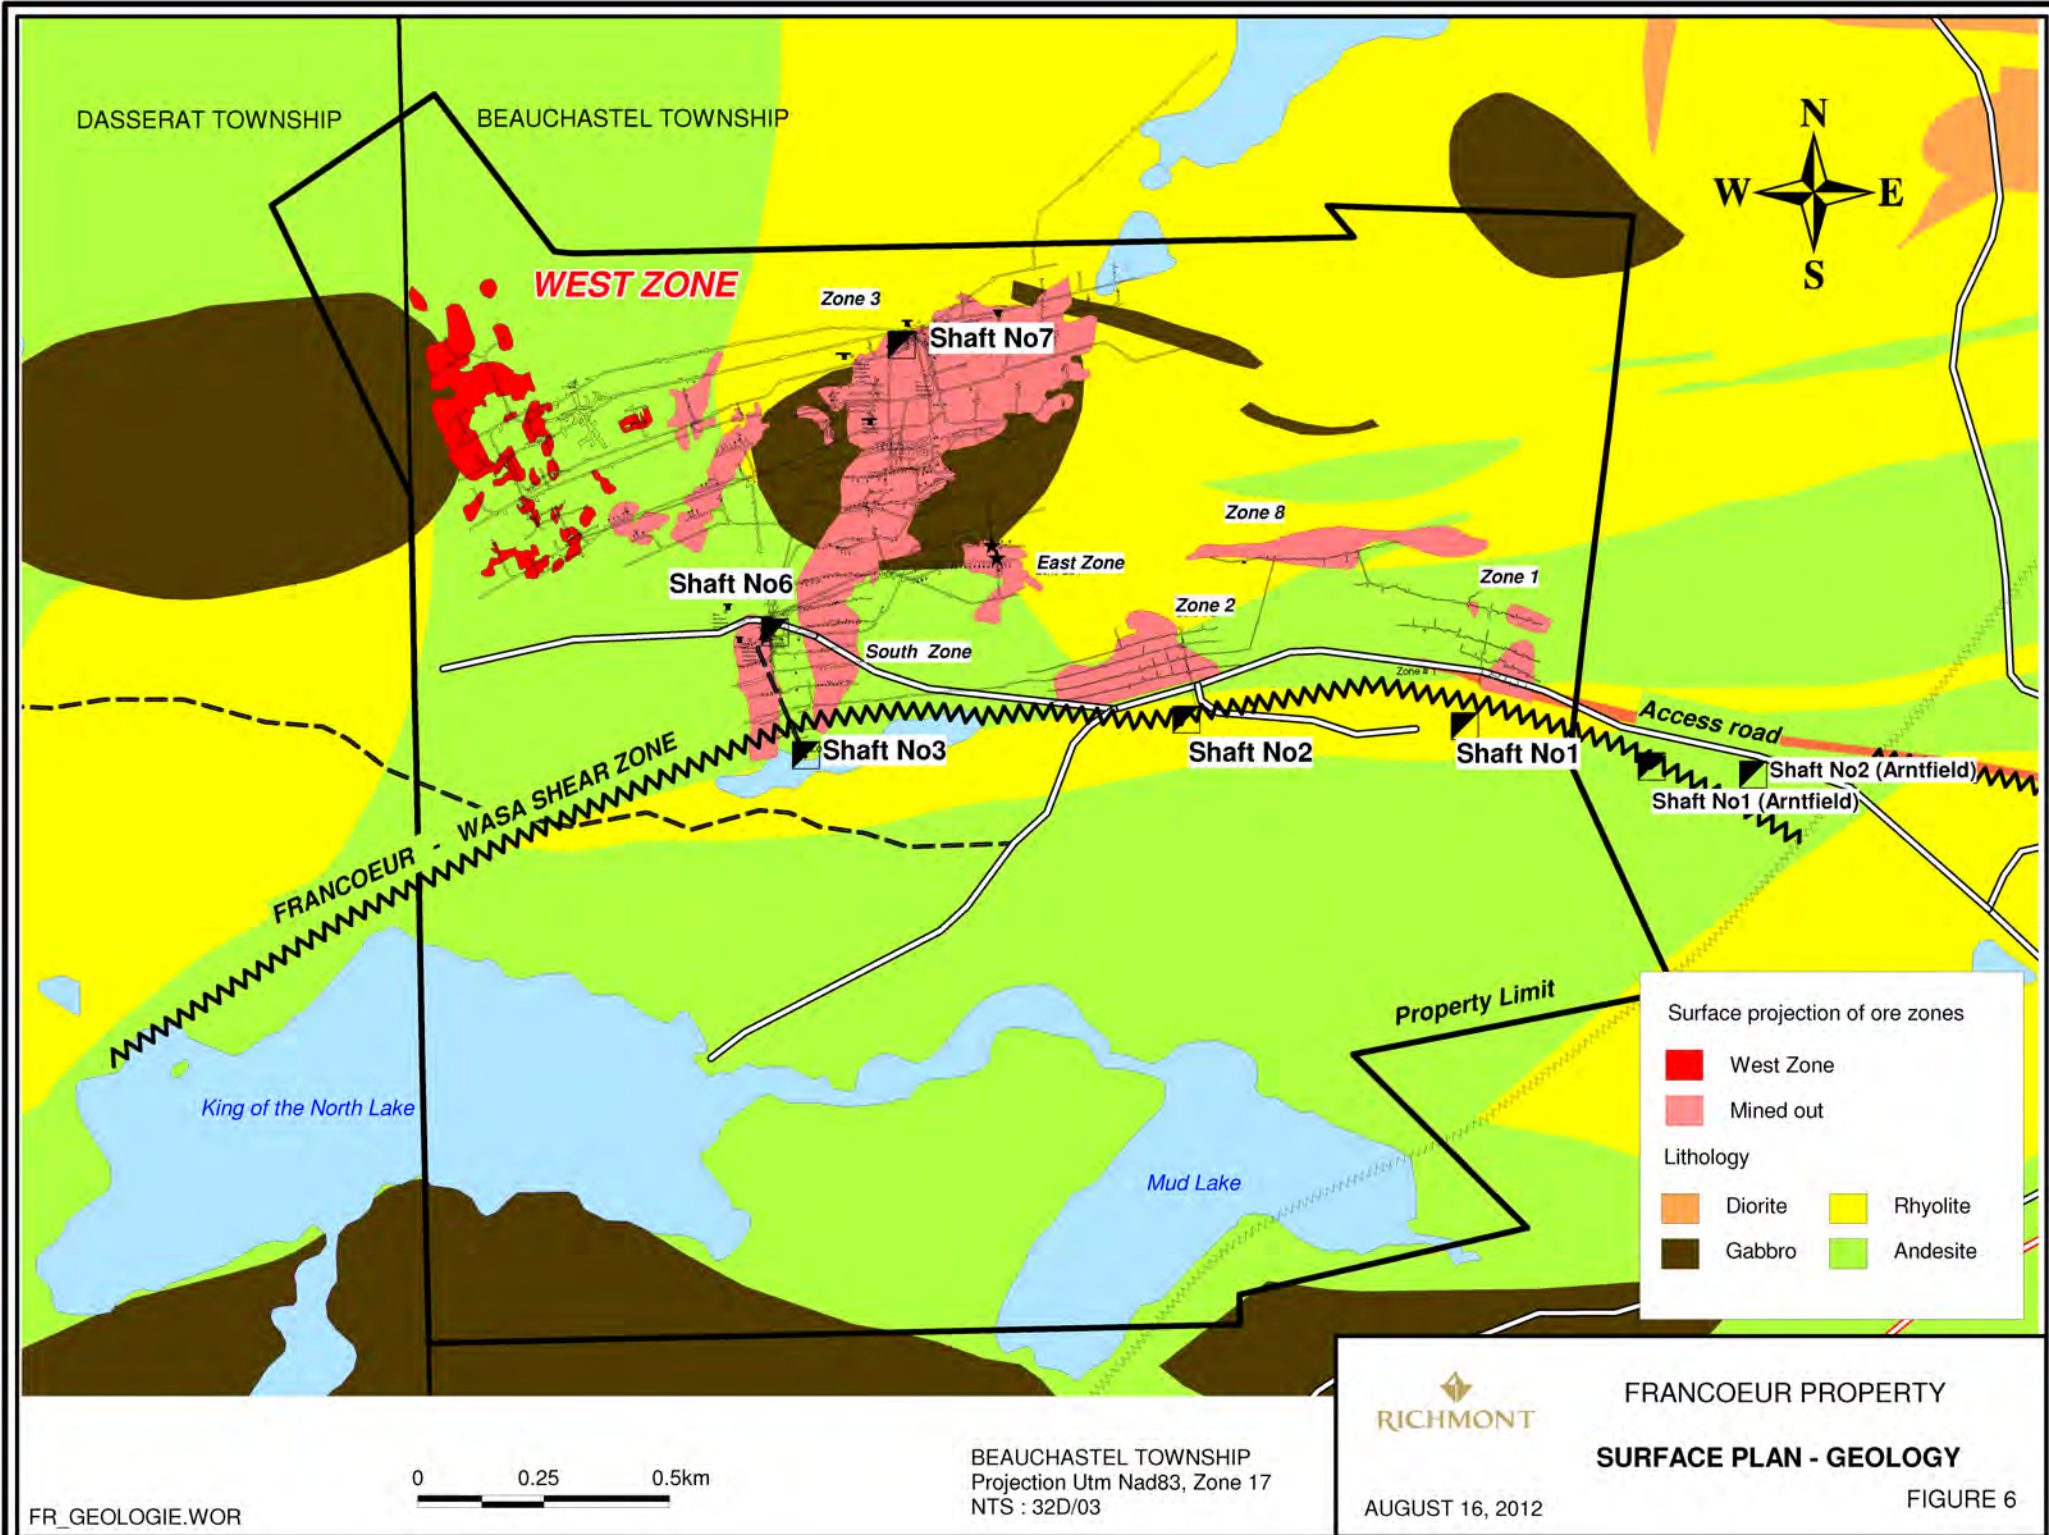 DASSERAT TOWNSHIP
BEAUCHASTEL TOWNSHIP
N
W
E
S
WEST ZONE
Zone 3
Shaft No7
Zone 8
East Zone
Zone 1
Shaft No6
Zone 2
South Zone
Zone # 1
Access road
Shaft No3
Shaft No2
Shaft No1
Shaft No2 (Arntfield)
Shaft No1 (Arntfield)
FRANCOEUR - WASA SHEAR ZONE
Property Limit
King of the North Lake
Mud Lake
Surface projection of ore zones
West Zone
Mined out
Lithology
Diorite
Rhyolite
Gabbro
Andesite
RICHMONT
FRANCOEUR PROPERTY
SURFACE PLAN - GEOLOGY
AUGUST 16, 2012
FIGURE 6
0 0.25 0.5km
BEAUCHASTEL TOWNSHIP
Projection Utm Nad83, Zone 17
NTS : 32D/03
FR_GEOLOGIE.WOR